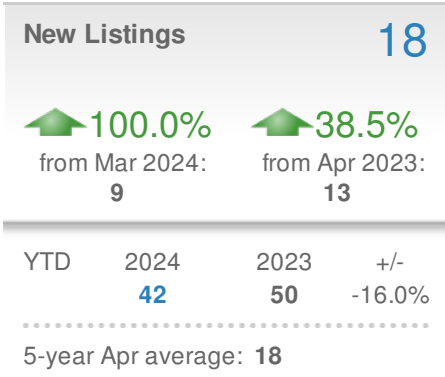 New Listings 18
100.0% 38.5%
from Mar 2024: from Apr 2023:
9 13
YTD 2024 2023 +/-
42 50 -16.0%
5-year Apr average: 18